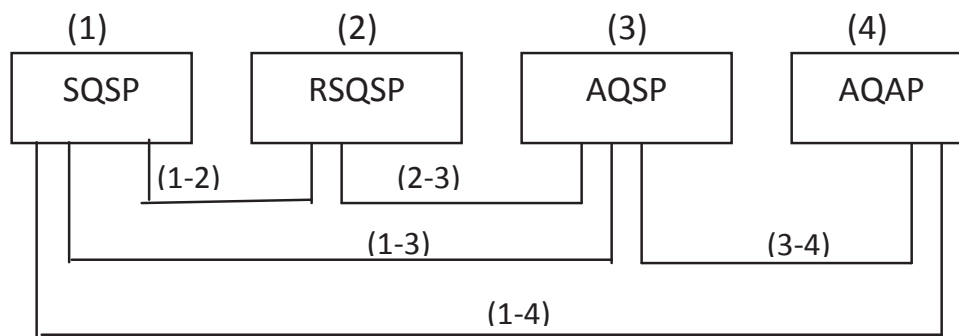 (1) (2) (3) (4)
SQSP RSQSP AQSP AQAP
(1-2) (2-3)
(1-3) (3-4)
(1-4)